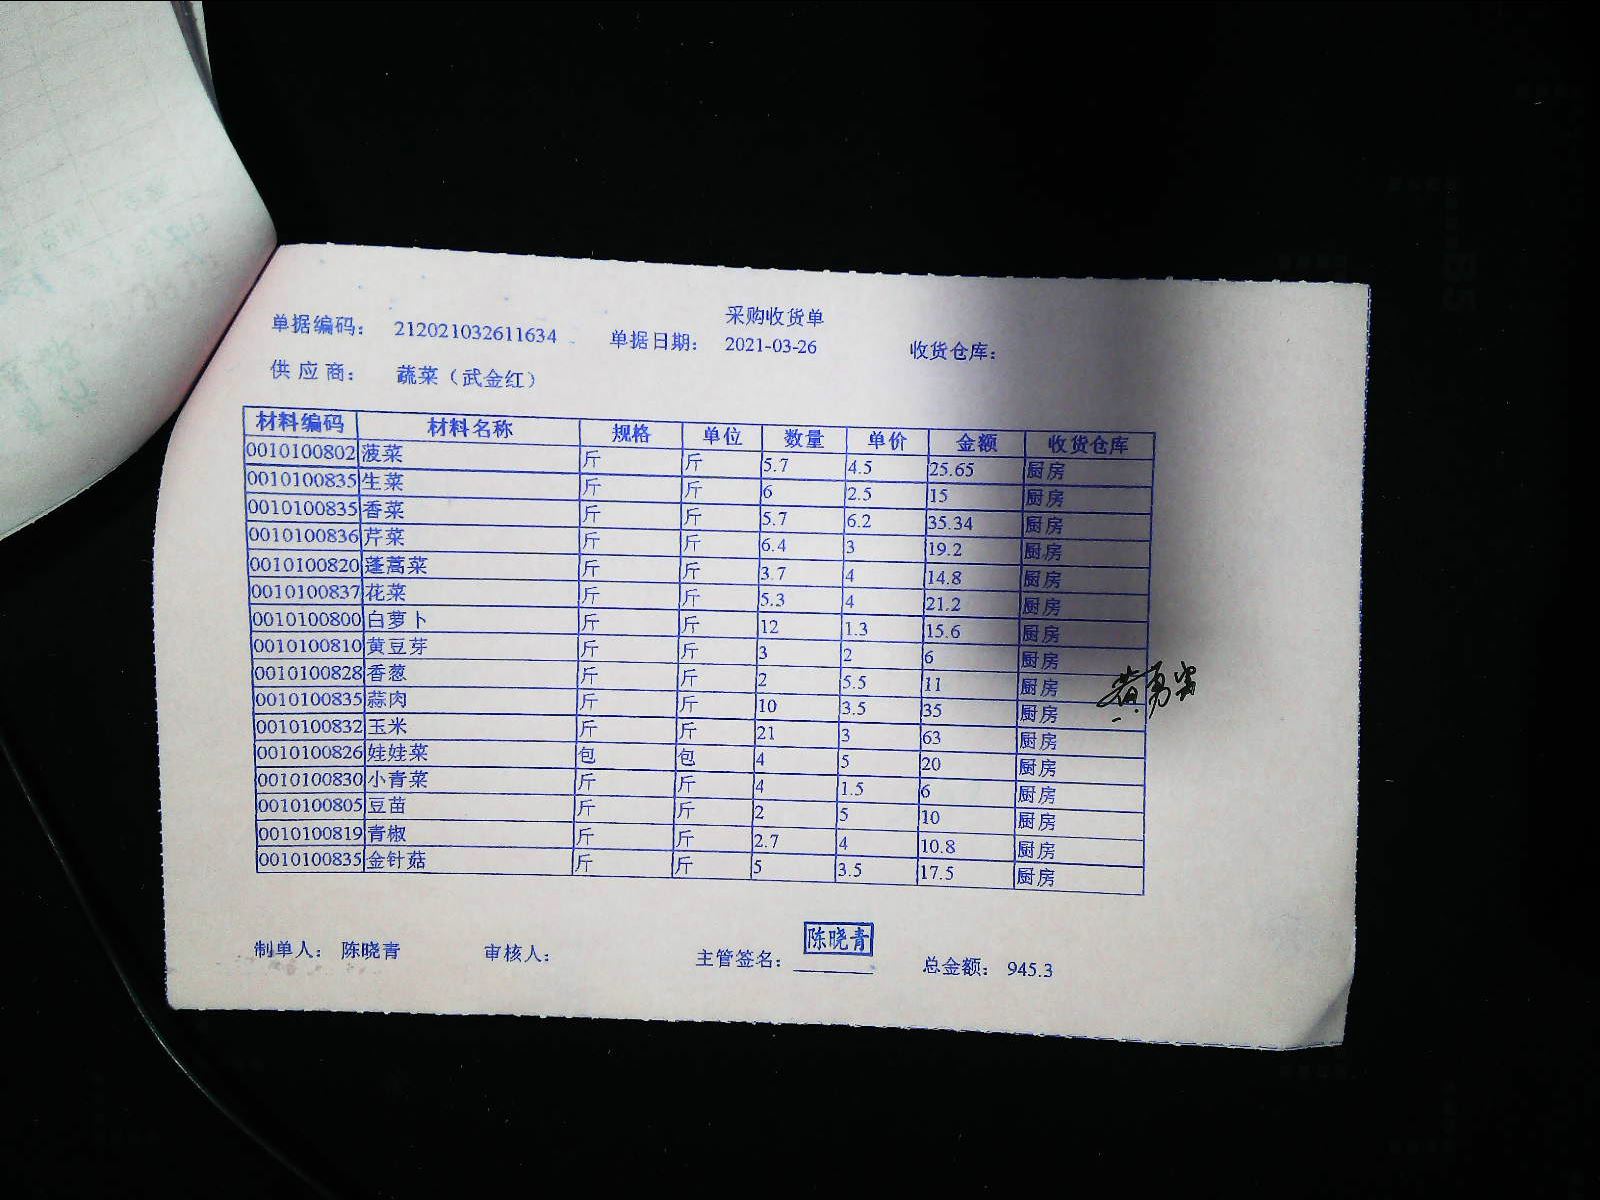 采购收货单
单据编码： 212021032611634 单据日期： 2021-03-26 收货仓库：
供应商： 蔬菜（武金红）
材料编码 材料名称 规格 单位 数量 单价 金额 收货仓库
0010100802 菠菜 斤 斤 5.7 4.5 25.65 厨房
0010100835 生菜 斤 斤 6 2.5 15 厨房
0010100835 香菜 斤 斤 5.7 6.2 35.34 厨房
0010100836 芹菜 斤 斤 6.4 3 19.2 厨房
0010100820 蓬蒿菜 斤 斤 3.7 4 14.8 厨房
0010100837 花菜 斤 斤 5.3 4 21.2 厨房
0010100800 白萝卜 斤 斤 12 1.3 15.6 厨房
0010100810 黄豆芽 斤 斤 3 2 6 厨房
0010100828 香葱 斤 斤 2 5.5 11 厨房
0010100835 蒜肉 斤 斤 10 3.5 35 厨房
0010100832 玉米 斤 斤 21 3 63 厨房
0010100826 娃娃菜 包 包 4 5 20 厨房
0010100830 小青菜 斤 斤 4 1.5 6 厨房
0010100805 豆苗 斤 斤 2 5 10 厨房
0010100819 青椒 斤 斤 2.7 4 10.8 厨房
0010100835 金针菇 斤 斤 5 3.5 17.5 厨房
制单人： 陈晓青 审核人： 主管签名： 陈晓青 总金额： 945.3